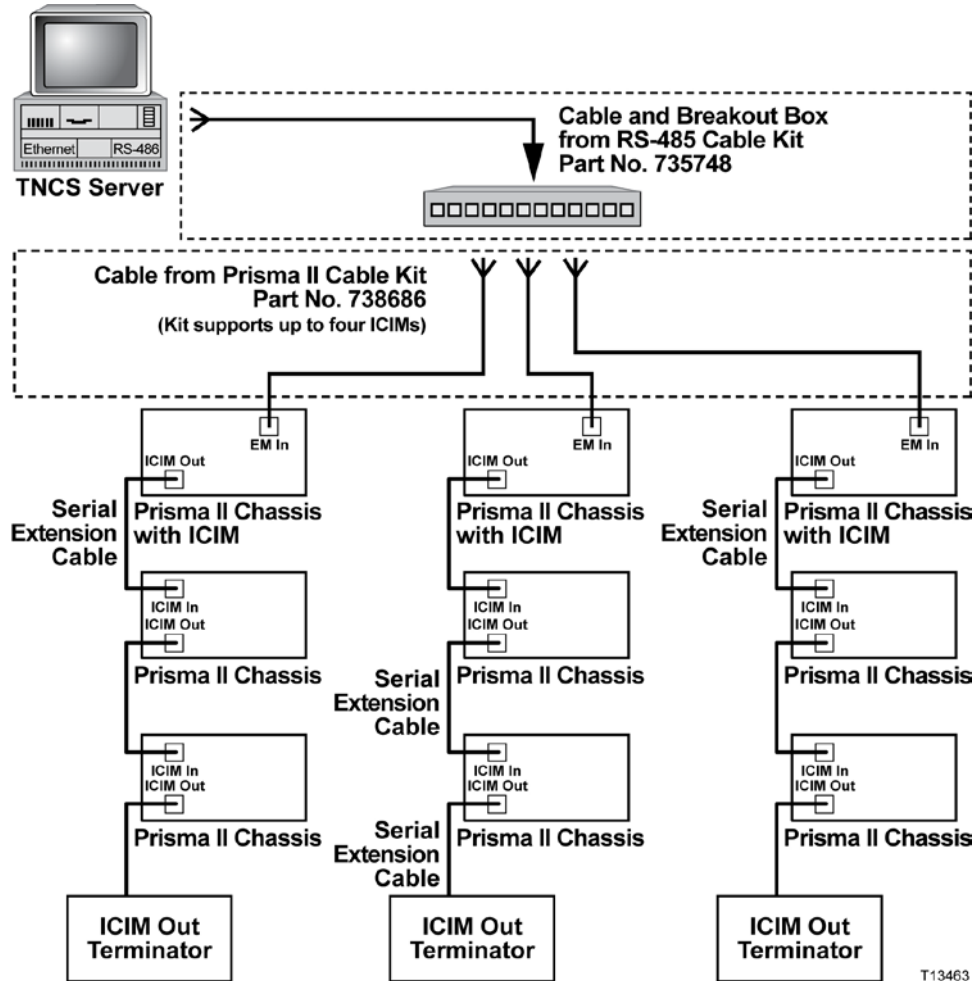 Ethernet
RS-486
TNCS Server
Cable and Breakout Box
from RS-485 Cable Kit
Part No. 735748
Cable from Prisma II Cable Kit
Part No. 738686
(Kit supports up to four ICIMs)
EM In
ICIM Out
Prisma II Chassis
with ICIM
Serial
Extension
Cable
ICIM In
ICIM Out
Prisma II Chassis
ICIM In
ICIM Out
Prisma II Chassis
ICIM Out
Terminator
EM In
ICIM Out
Prisma II Chassis
with ICIM
ICIM In
ICIM Out
Prisma II Chassis
Serial
Extension
Cable
ICIM In
ICIM Out
Prisma II Chassis
Serial
Extension
Cable
ICIM Out
Terminator
EM In
ICIM Out
Prisma II Chassis
with ICIM
Serial
Extension
Cable
ICIM In
ICIM Out
Prisma II Chassis
ICIM In
ICIM Out
Prisma II Chassis
ICIM Out
Terminator
T13463